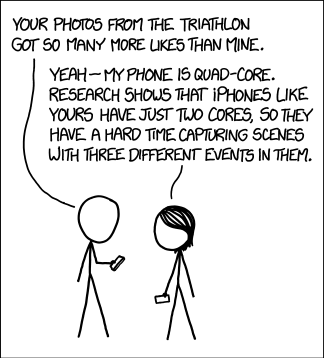 YOUR PHOTOS FROM THE TRIATHLON
GOT SO MANY MORE LIKES THAN MINE.
YEAH—MY PHONE IS QUAD-CORE.
RESEARCH SHOWS THAT iPHONES LIKE
YOURS HAVE JUST TWO CORES, SO THEY
HAVE A HARD TIME CAPTURING SCENES
WITH THREE DIFFERENT EVENTS IN THEM.